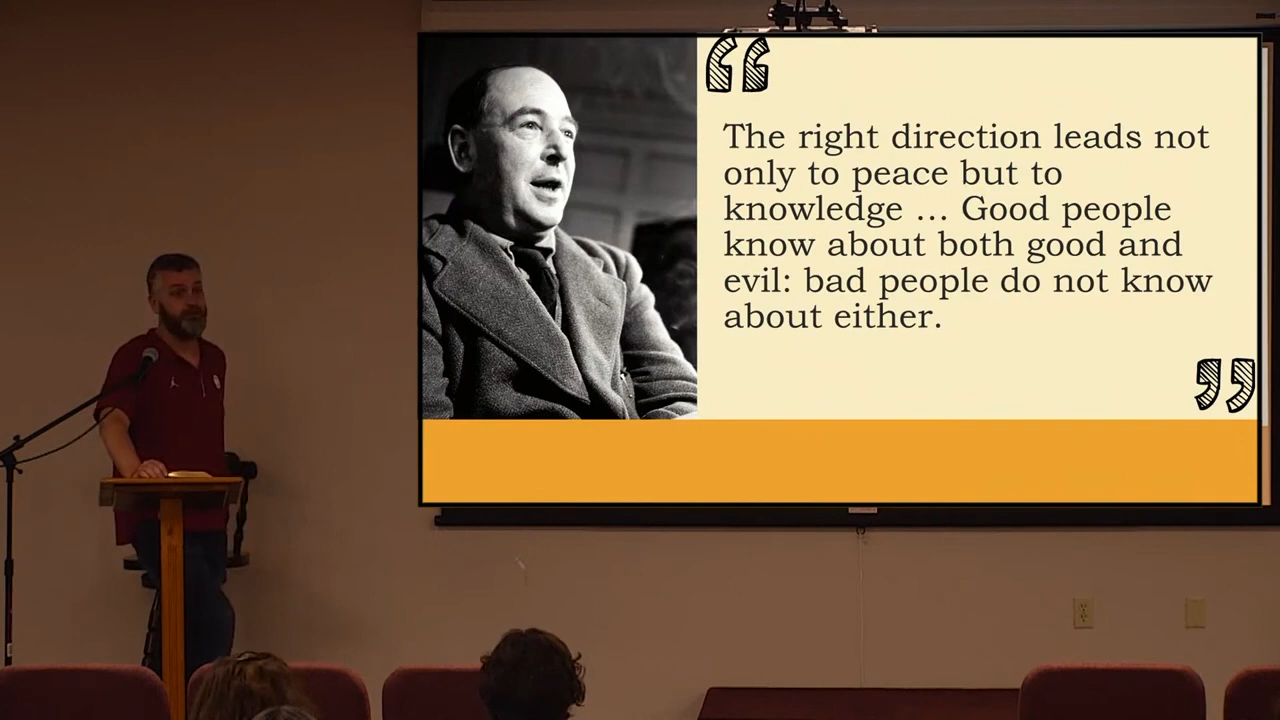 The right direction leads not
only to peace but to
knowledge ... Good people
know about both good and
evil: bad people do not know
about either.